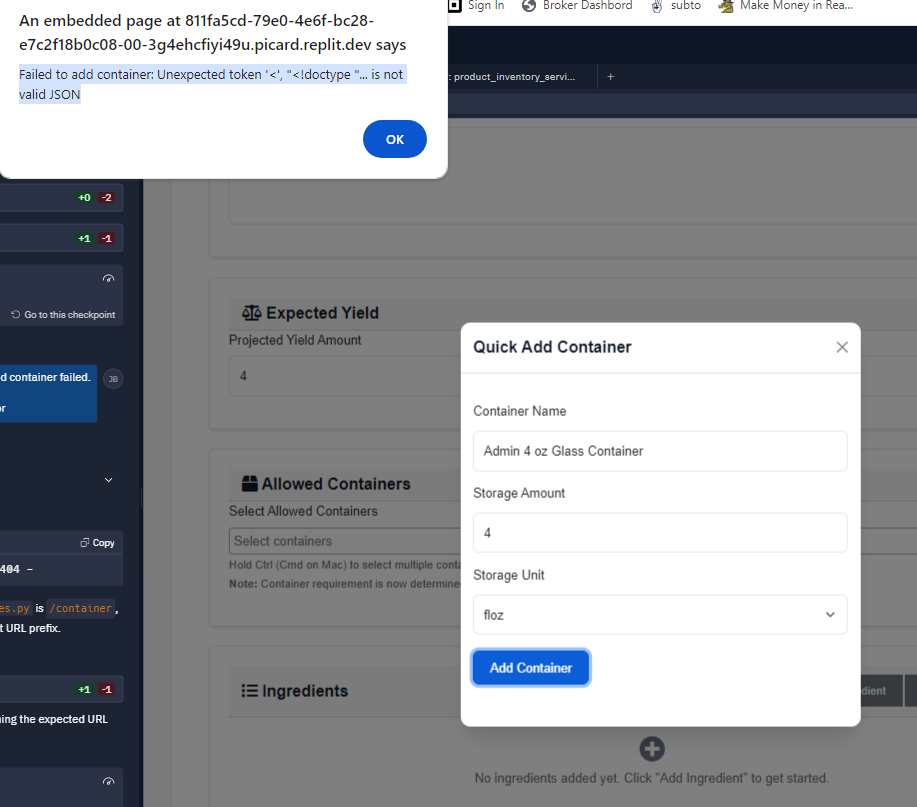 An embedded page at 811fa5cd-79e0-4e6f-bc28-
e7c2f18b0c08-00-3g4ehcfiyi49u.picard.replit.dev says
Failed to add container: Unexpected token '<', "<!doctype "... is not
valid JSON
OK
Sign In
Broker Dashbord
subto
Make Money in Rea...
: product_inventory_servi...
+
+0 -2
+1 -1
Go to this checkpoint
d container failed.
JB
or
Copy
404 -
es.py is /container,
t URL prefix.
+1 -1
ning the expected URL
Expected Yield
Projected Yield Amount
4
Allowed Containers
Select Allowed Containers
Select containers
Hold Ctrl (Cmd on Mac) to select multiple conta
Note: Container requirement is now determine
Ingredients
dient
No ingredients added yet. Click "Add Ingredient" to get started.
Quick Add Container
Container Name
Admin 4 oz Glass Container
Storage Amount
4
Storage Unit
floz
Add Container